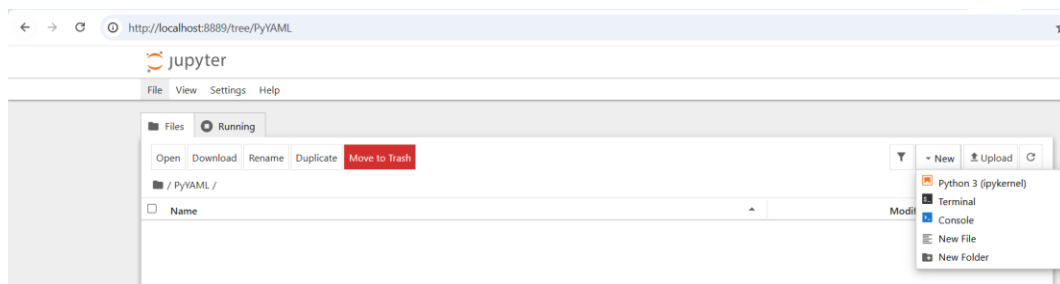 http://localhost:8889/tree/PyYAML
jupyter
File View Settings Help
Files Running
Open Download Rename Duplicate Move to Trash New Upload
/ PyYAML /
Name
Python 3 (ipykernel)
Terminal
Console
New File
New Folder